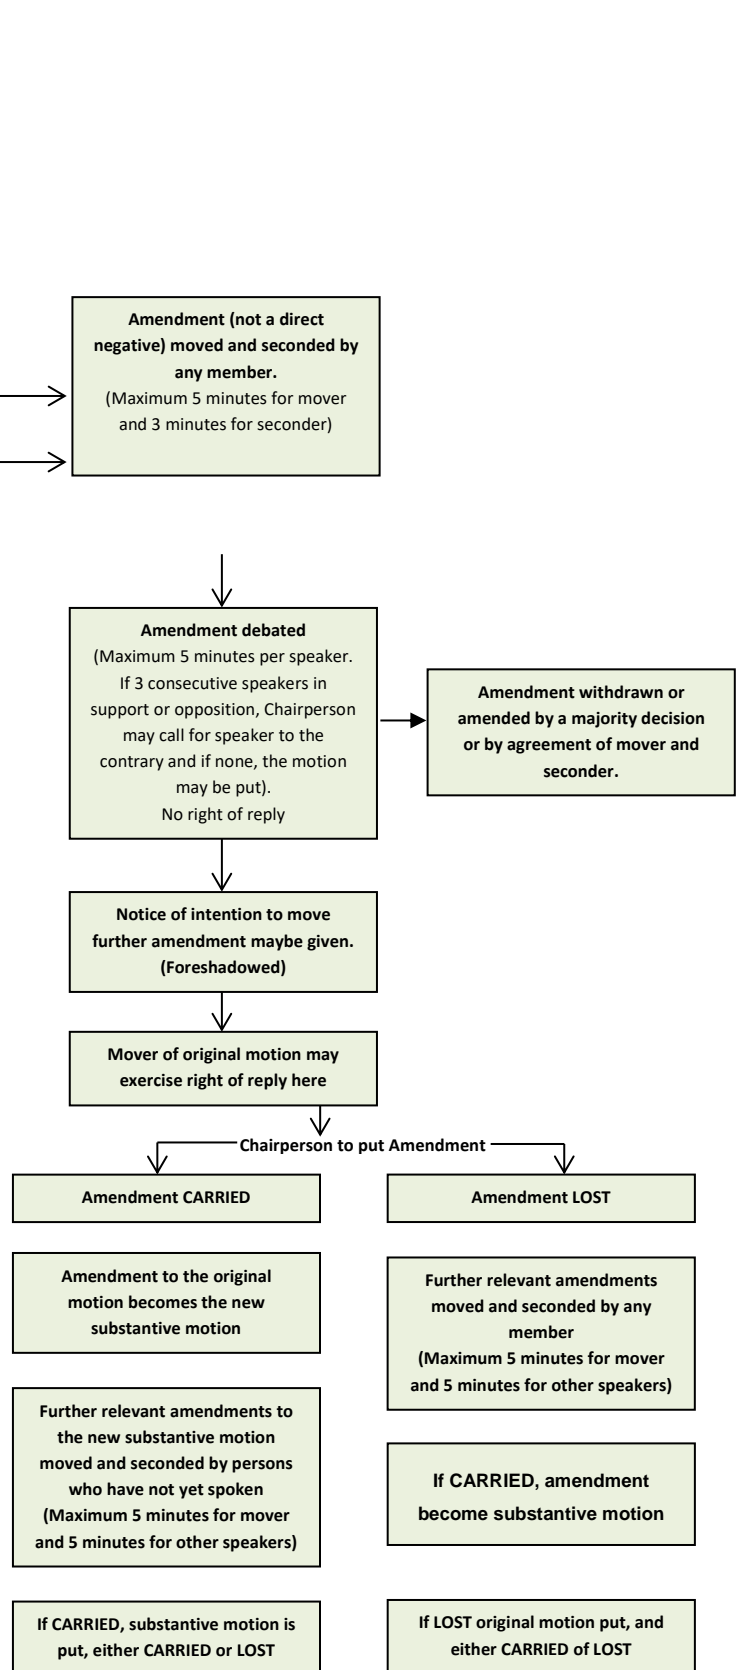 Amendment (not a direct
negative) moved and seconded by
any member.
(Maximum 5 minutes for mover
and 3 minutes for seconder)
Amendment debated
(Maximum 5 minutes per speaker.
If 3 consecutive speakers in
support or opposition, Chairperson
may call for speaker to the
contrary and if none, the motion
may be put).
No right of reply
Amendment withdrawn or
amended by a majority decision
or by agreement of mover and
seconder.
Notice of intention to move
further amendment maybe given.
(Foreshadowed)
Mover of original motion may
exercise right of reply here
Chairperson to put Amendment
Amendment CARRIED
Amendment to the original
motion becomes the new
substantive motion
Further relevant amendments to
the new substantive motion
moved and seconded by persons
who have not yet spoken
(Maximum 5 minutes for mover
and 5 minutes for other speakers)
If CARRIED, substantive motion is
put, either CARRIED or LOST
Amendment LOST
Further relevant amendments
moved and seconded by any
member
(Maximum 5 minutes for mover
and 5 minutes for other speakers)
If CARRIED, amendment
become substantive motion
If LOST original motion put, and
either CARRIED of LOST